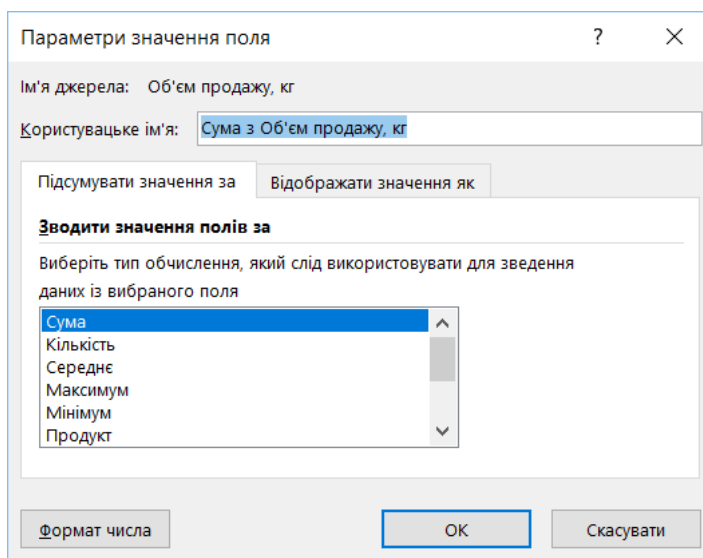 Параметри значення поля ?
Ім'я джерела: Об'єм продажу, кг
Користувацьке ім'я: Сума з Об'єм продажу, кг
Підсумувати значення за Відображати значення як
Зводити значення полів за
Виберіть тип обчислення, який слід використовувати для зведення
даних із вибраного поля
Сума
Кількість
Середнє
Максимум
Мінімум
Продукт
Формат числа ОК Скасувати